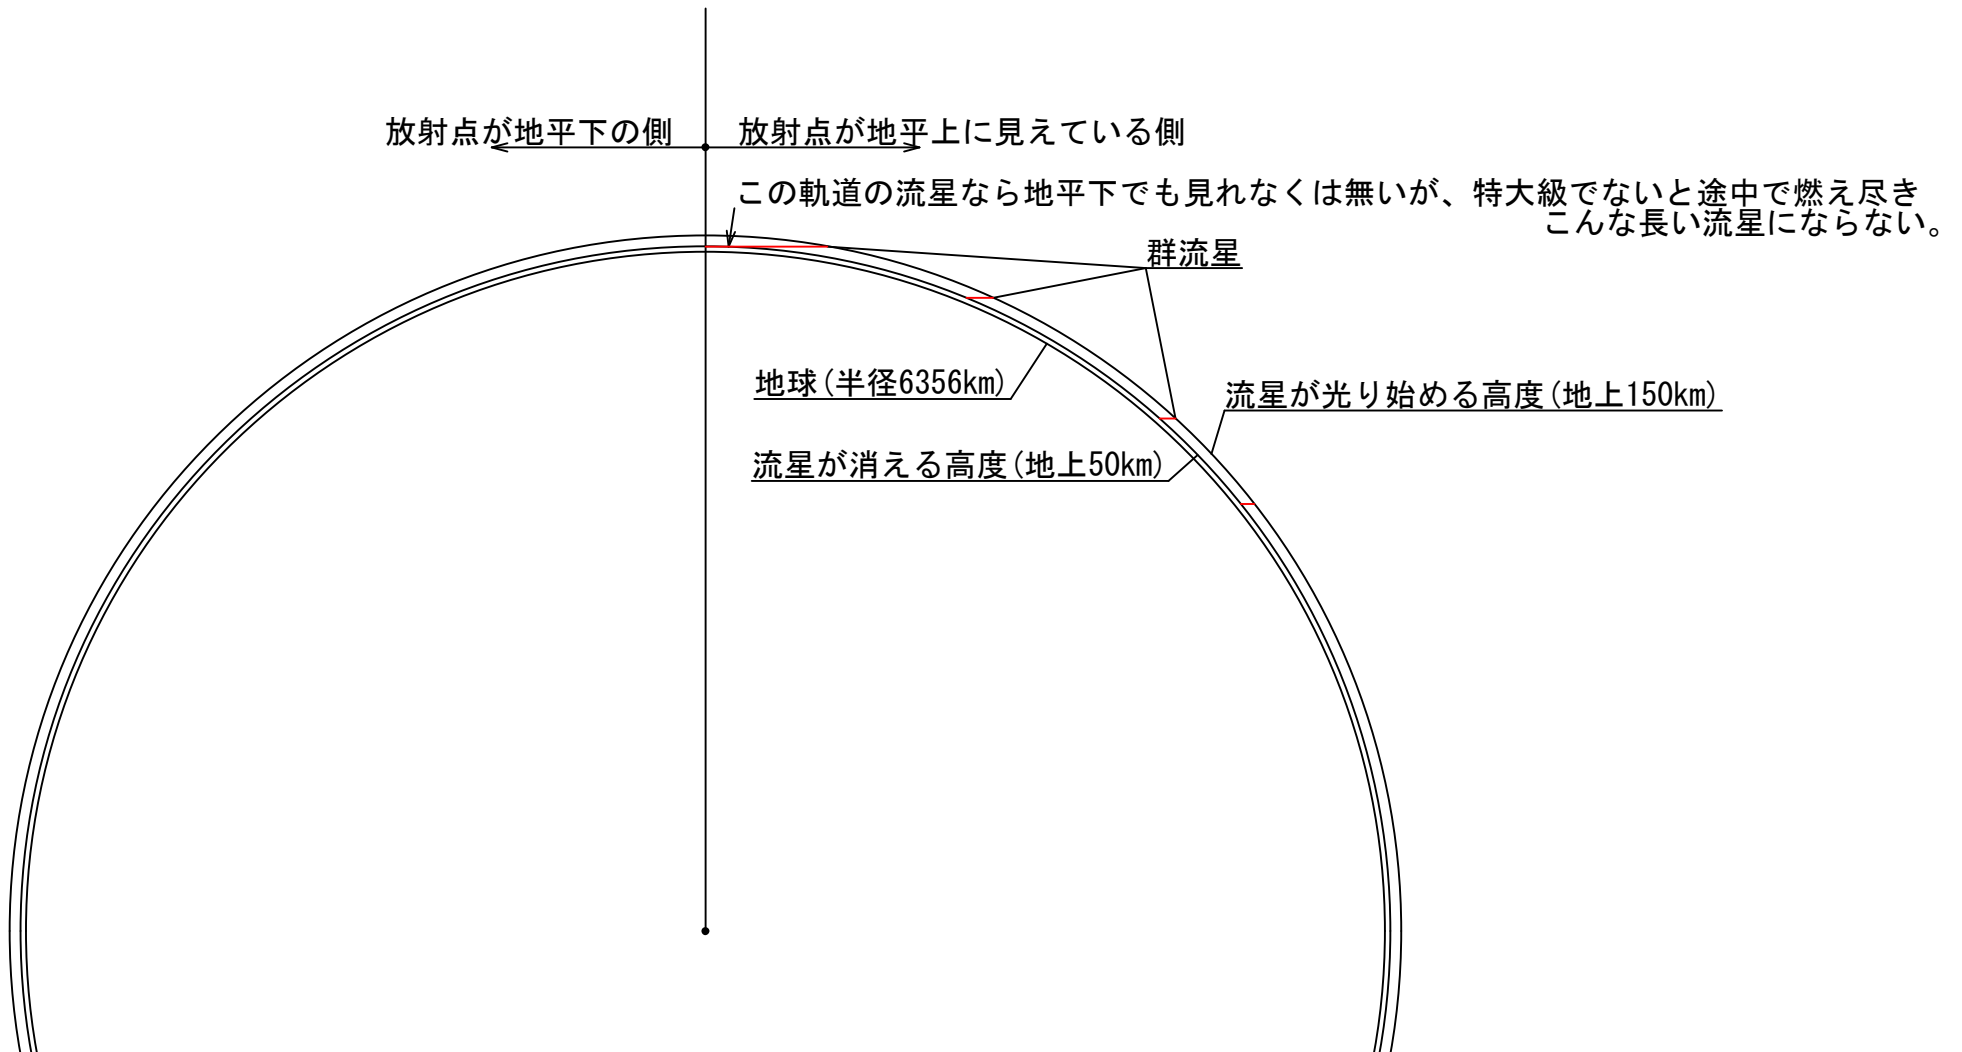 放射点が地平下の側
放射点が地平上に見えている側
この軌道の流星なら地平下でも見れなくは無いが、特大級でないと途中で燃え尽き
こんな長い流星にならない。
群流星
地球(半径6356km)
流星が光り始める高度(地上150km)
流星が消える高度(地上50km)